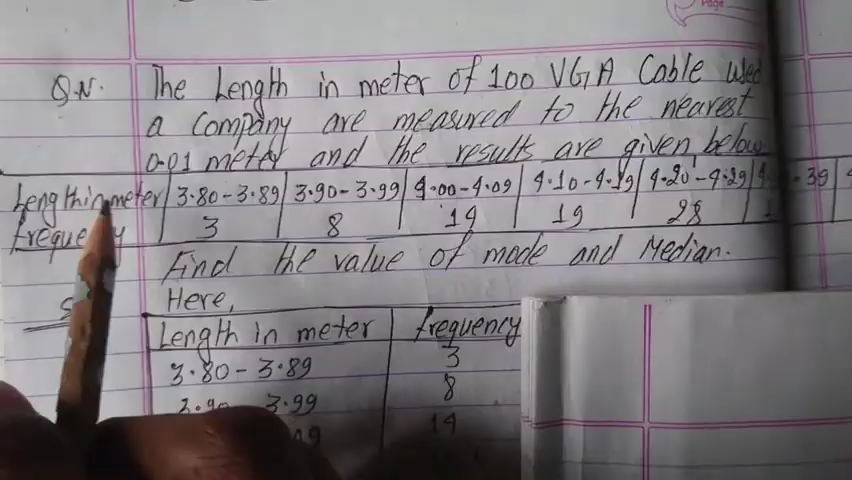 Page
Q.N. The Length in meter of 100 VGA Cable used
a Company are measured to the nearest
0.01 meter and the results are given below
Length in meter 3.80-3.89 3.90-3.99 4.00-4.09 4.10-4.19 4.20-4.29 39
frequency 3 8 14 19 28
Find the value of mode and Median.
Here,
Length in meter frequency
3.80-3.89 3
3.99 8
14